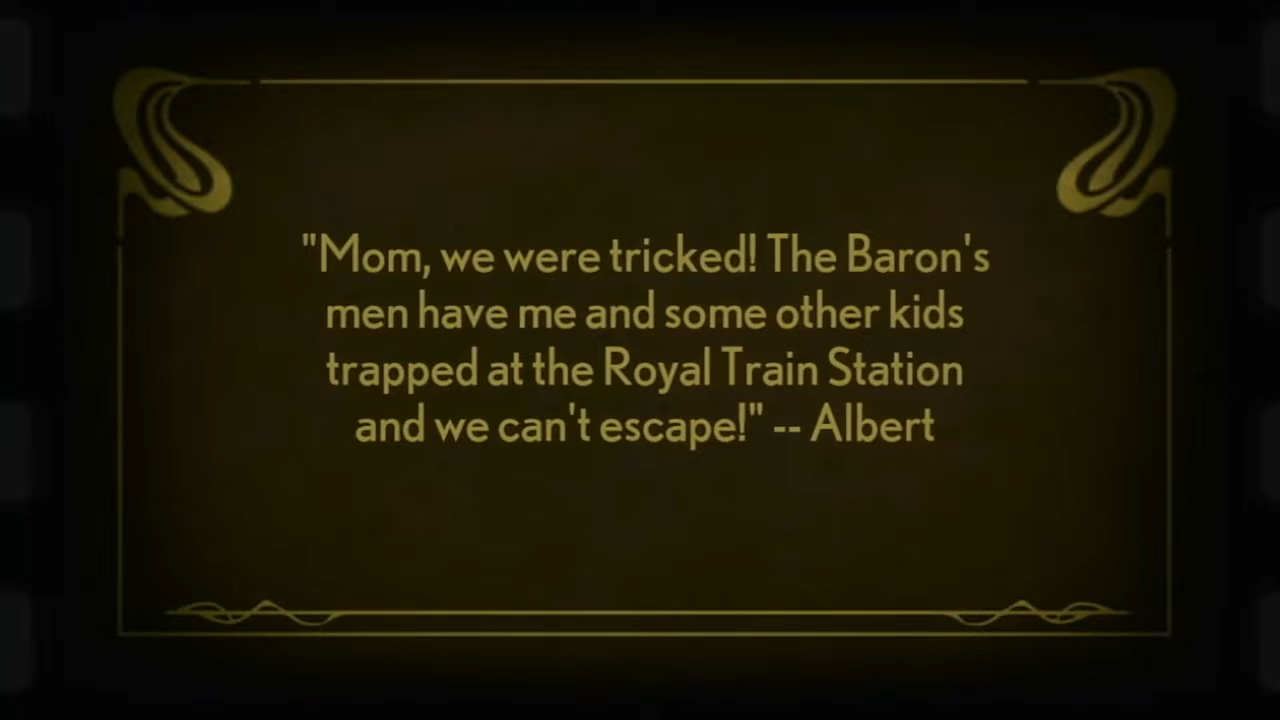 "Mom, we were tricked! The Baron's
men have me and some other kids
trapped at the Royal Train Station
and we can't escape!" -- Albert